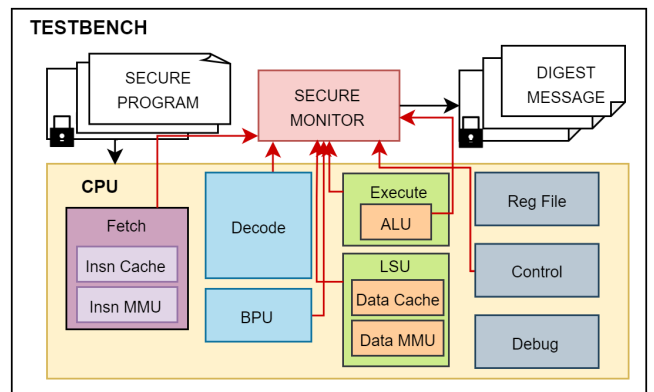 TESTBENCH
SECURE
PROGRAM
SECURE
MONITOR
DIGEST
MESSAGE
CPU
Fetch
Insn Cache
Insn MMU
Decode
BPU
Execute
ALU
LSU
Data Cache
Data MMU
Reg File
Control
Debug